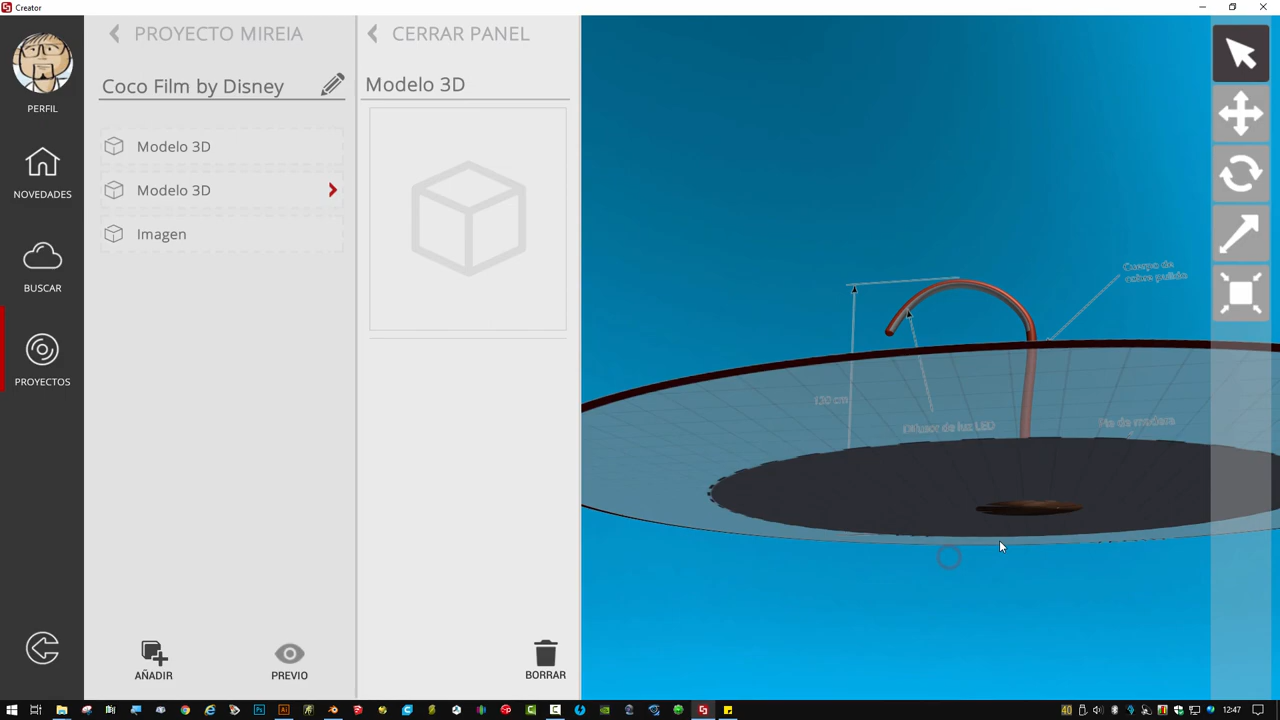 Creator
PERFIL
NOVEDADES
BUSCAR
PROYECTOS
PROYECTO MIREIA
Coco Film by Disney
Modelo 3D
Modelo 3D
Imagen
AÑADIR
PREVIO
CERRAR PANEL
Modelo 3D
BORRAR
Cuerpo de
cobre pulido
120 cm
Difusor de luz LED
Pie de madera
12:47